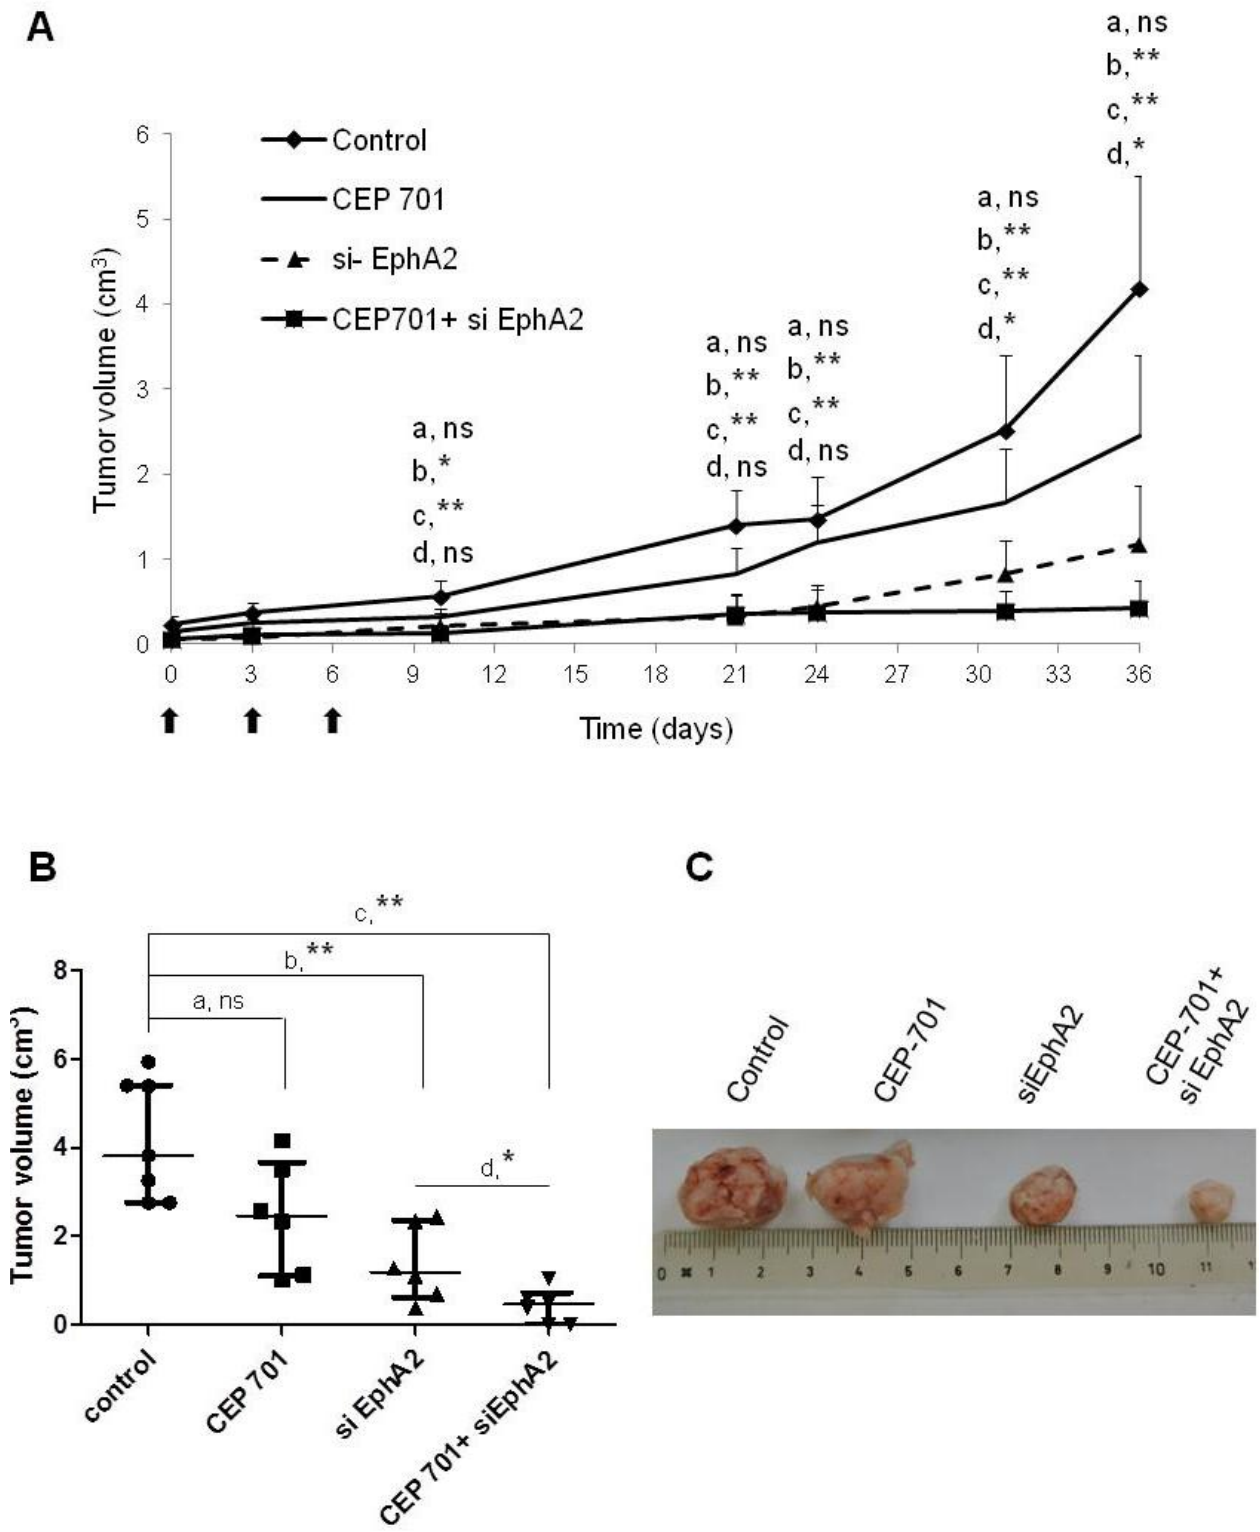 A
a, ns
b,**
c,**
d,*
6
5
4
3
2
1
0
Tumor volume (cm³)
Control
CEP 701
si- EphA2
CEP701+ si EphA2
a, ns
b,*
c,**
d, ns
a, ns
b,**
c,**
d, ns
a, ns
b,**
c,**
d, ns
a, ns
b,**
c,**
d,*
0 3 6 9 12 15 18 21 24 27 30 33 36
Time (days)
B
c,**
b,**
a, ns
d,*
8
6
4
2
0
Tumor volume (cm³)
control
CEP 701
si EphA2
CEP 701+ siEphA2
C
Control
CEP-701
siEphA2
CEP-701+
si EphA2
0 1 2 3 4 5 6 7 8 9 10 11 1